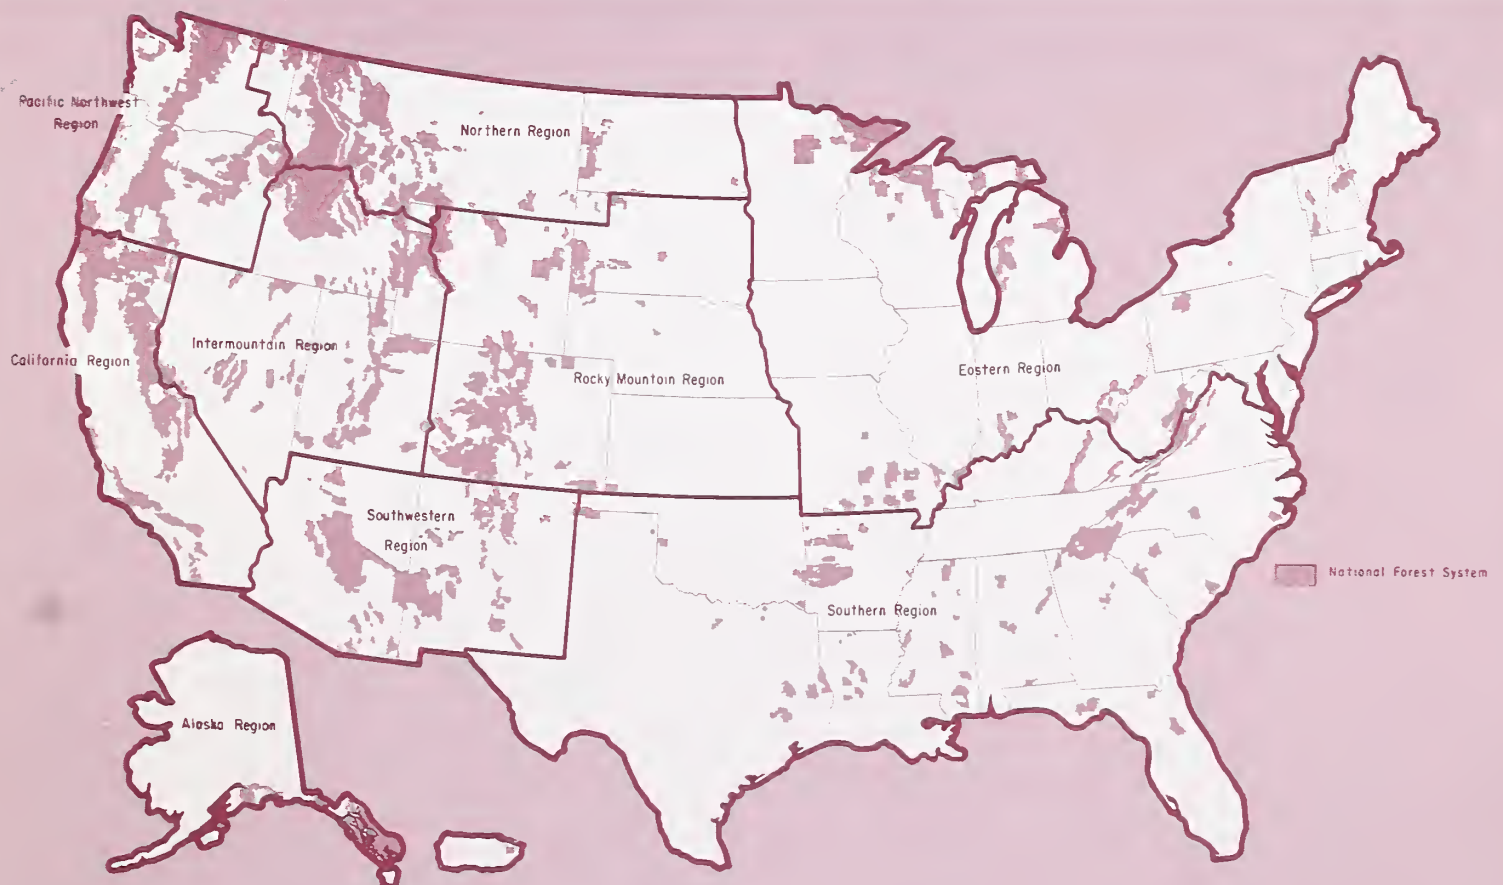 Pacific Northwest
Region
Northern Region
Intermountain Region
California Region
Rocky Mountain Region
Eastern Region
Southwestern
Region
National Forest System
Southern Region
Alaska Region